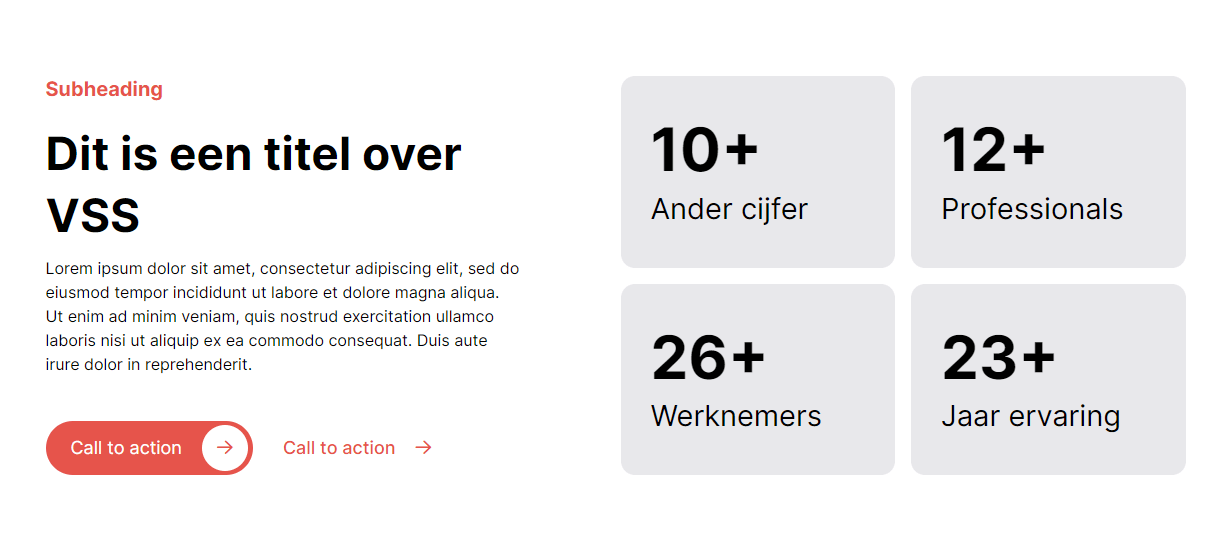 Subheading
Dit is een titel over
VSS
Lorem ipsum dolor sit amet, consectetur adipiscing elit, sed do
eiusmod tempor incididunt ut labore et dolore magna aliqua.
Ut enim ad minim veniam, quis nostrud exercitation ullamco
laboris nisi ut aliquip ex ea commodo consequat. Duis aute
irure dolor in reprehenderit.
Call to action →
Call to action →
10+
Ander cijfer
12+
Professionals
26+
Werknemers
23+
Jaar ervaring